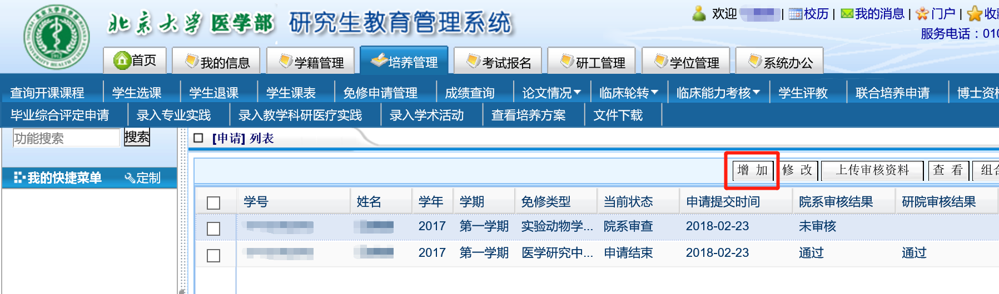 北京大学医学部 研究生教育管理系统
欢迎 | 校历 | 我的消息 | 门户 |
服务电话：010
首页 我的信息 学籍管理 培养管理 考试报名 研工管理 学位管理 系统办公
查询开课课程 学生选课 学生退课 学生课表 免修申请管理 成绩查询 论文情况 临床轮转 临床能力考核 学生评教 联合培养申请 博士资格
毕业综合评定申请 录入专业实践 录入教学科研医疗实践 录入学术活动 查看培养方案 文件下载
功能搜索 搜索
[申请] 列表
增 加 修 改 上传审核资料 查 看 组合
我的快捷菜单 定制
学号 姓名 学年 学期 免修类型 当前状态 申请提交时间 院系审核结果 研院审核结果
2017 第一学期 实验动物学... 院系审查 2018-02-23 未审核
2017 第一学期 医学研究中... 申请结束 2018-02-23 通过 通过